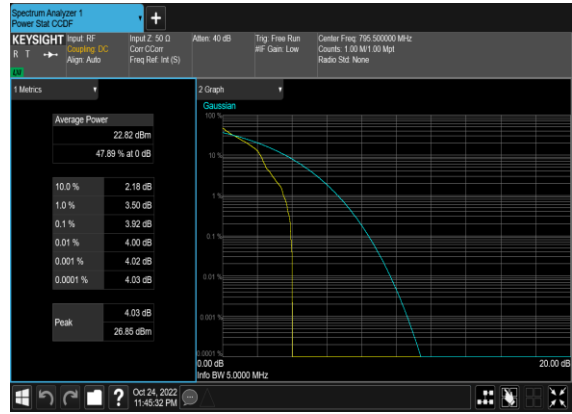 Spectrum Analyzer 1
Power Stat CCDF
+
KEYSIGHT
R T
LXI
Input: RF
Coupling: DC
Align: Auto
Input Z: 50 Ω
Corr CCorr
Freq Ref: Int (S)
Atten: 40 dB
Trig: Free Run
#IF Gain: Low
Center Freq: 795.500000 MHz
Counts: 1.00 M/1.00 Mpt
Radio Std: None
1 Metrics
Average Power
22.82 dBm
47.89 % at 0 dB
10.0 % 2.18 dB
1.0 % 3.50 dB
0.1 % 3.92 dB
0.01 % 4.00 dB
0.001 % 4.02 dB
0.0001 % 4.03 dB
Peak
4.03 dB
26.85 dBm
2 Graph
Gaussian
100 %
10 %
1 %
0.1 %
0.01 %
0.001 %
0.0001 %
0.00 dB 20.00 dB
Info BW 5.0000 MHz
? Oct 24, 2022
11:45:32 PM